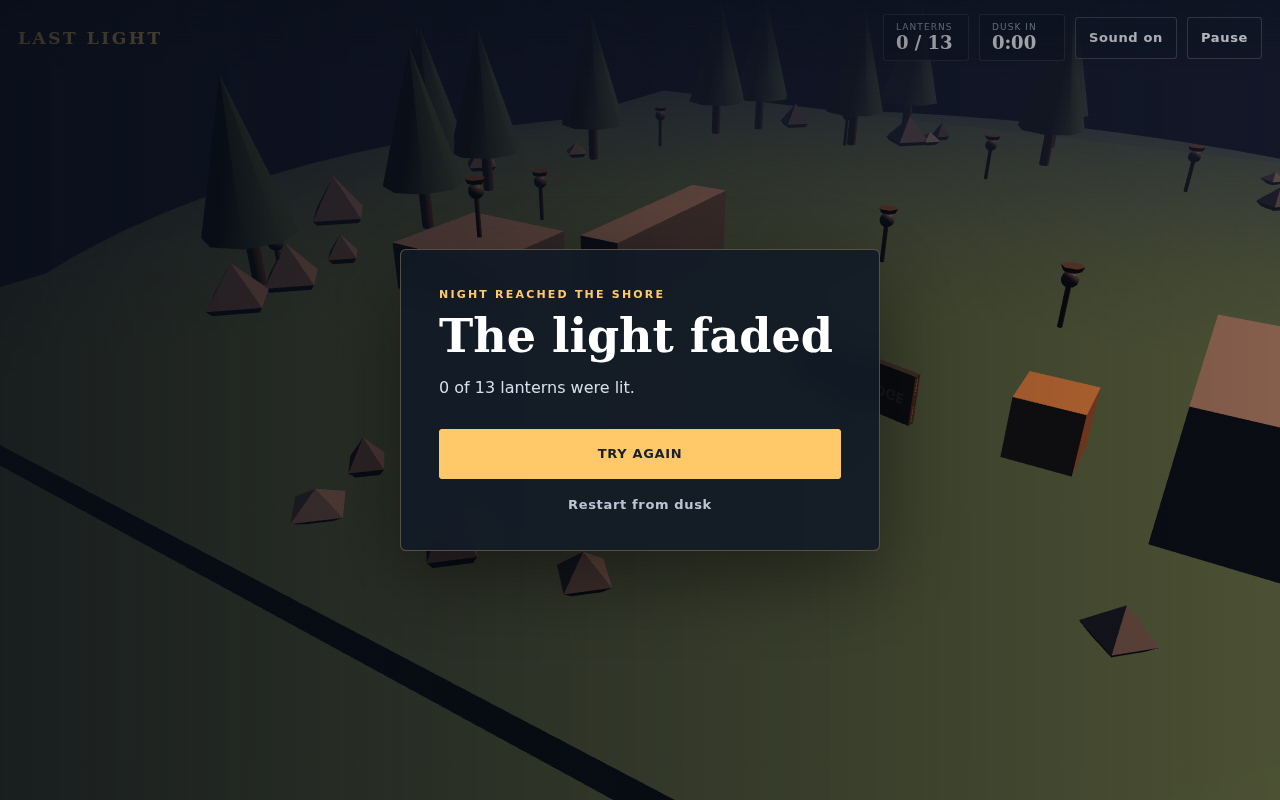 LAST LIGHT
LANTERNS
0 / 13
DUSK IN
0:00
Sound on
Pause
NIGHT REACHED THE SHORE
The light faded
0 of 13 lanterns were lit.
TRY AGAIN
Restart from dusk